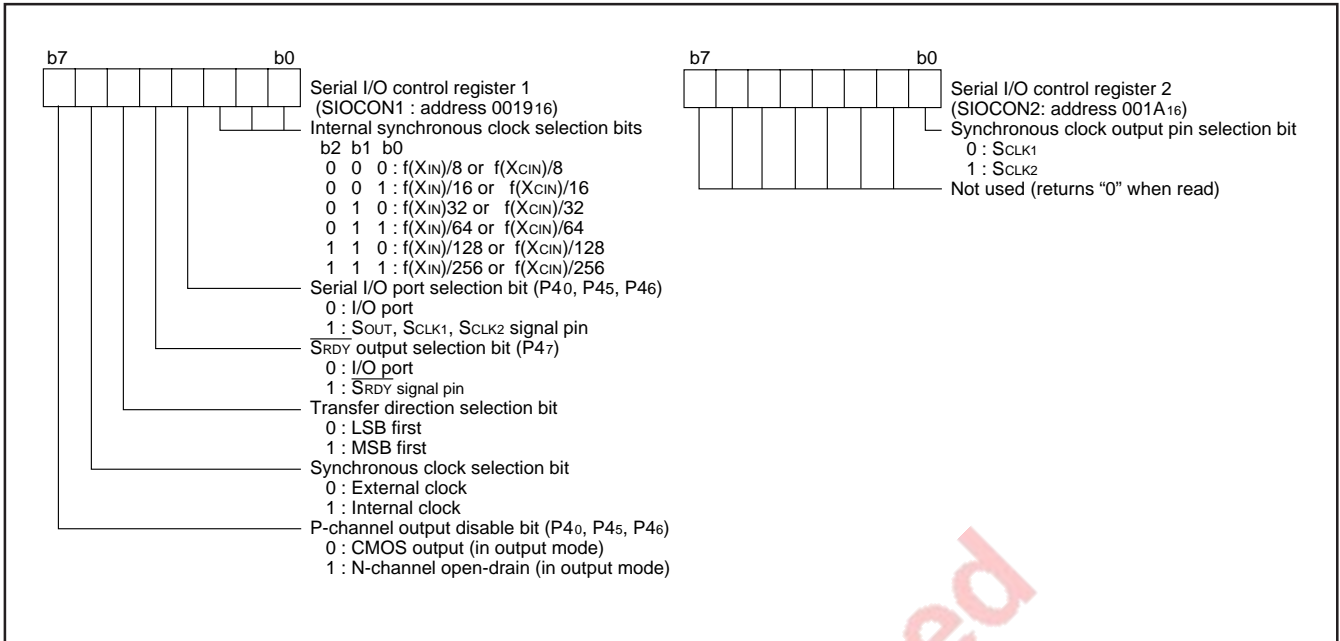 b7 b0
Serial I/O control register 1
(SIOCON1 : address 001916)
Internal synchronous clock selection bits
b2 b1 b0
0 0 0 : f(XIN)/8 or f(XCIN)/8
0 0 1 : f(XIN)/16 or f(XCIN)/16
0 1 0 : f(XIN)32 or f(XCIN)/32
0 1 1 : f(XIN)/64 or f(XCIN)/64
1 1 0 : f(XIN)/128 or f(XCIN)/128
1 1 1 : f(XIN)/256 or f(XCIN)/256
Serial I/O port selection bit (P40, P45, P46)
0 : I/O port
1 : SOUT, SCLK1, SCLK2 signal pin
SRDY output selection bit (P47)
0 : I/O port
1 : SRDY signal pin
Transfer direction selection bit
0 : LSB first
1 : MSB first
Synchronous clock selection bit
0 : External clock
1 : Internal clock
P-channel output disable bit (P40, P45, P46)
0 : CMOS output (in output mode)
1 : N-channel open-drain (in output mode)
b7 b0
Serial I/O control register 2
(SIOCON2: address 001A16)
Synchronous clock output pin selection bit
0 : SCLK1
1 : SCLK2
Not used (returns “0” when read)